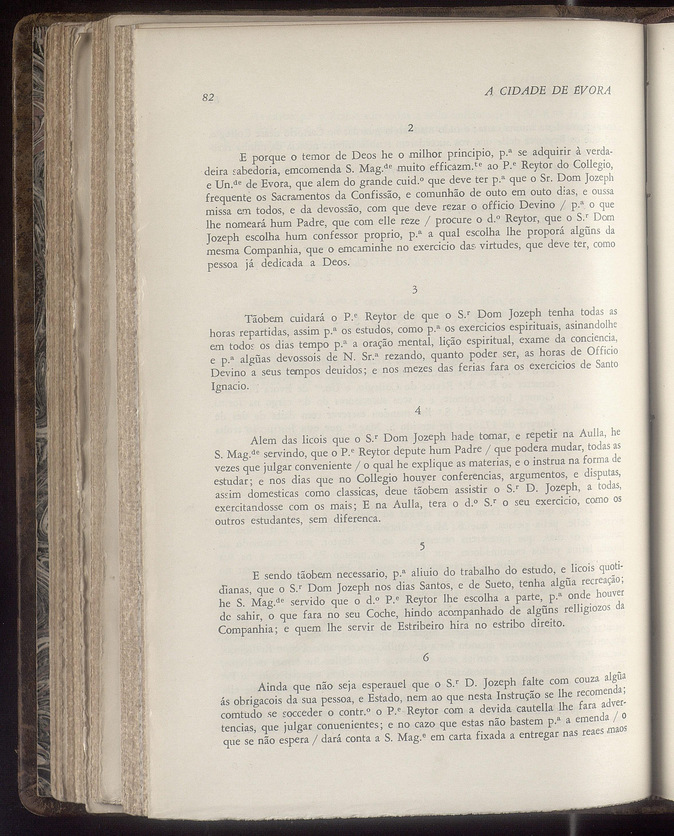 82
A CIDADE DE ÉVORA
2
E porque o temor de Deos he o milhor principio, p.ª se adquirir à verda-
deira sabedoria, emcomenda S. Mag.de muito efficazm.te ao P.e Reytor do Collegio,
e Un.de de Evora, que alem do grande cuid.o que deve ter p.ª que o Sr. Dom Jozeph
frequente os Sacramentos da Confissão, e comunhão de outo em outo dias, e oussa
missa em todos, e da devossão, com que deve rezar o officio Devino / p.ª o que
lhe nomeará hum Padre, que com elle reze / procure o d.o Reytor, que o S.r Dom
Jozeph escolha hum confessor proprio, p.ª a qual escolha lhe proporá algũns da
mesma Companhia, que o emcaminhe no exercicio das virtudes, que deve ter, como
pessoa já dedicada a Deos.
3
Tãobem cuidará o P.e Reytor de que o S.r Dom Jozeph tenha todas as
horas repartidas, assim p.ª os estudos, como p.ª os exercicios espirituais, asinandolhe
em todos os dias tempo p.ª a oração mental, lição espiritual, exame da conciencia,
e p.ª algũas devossois de N. Sr.ª rezando, quanto poder ser, as horas de Officio
Devino a seus tempos deuidos; e nos mezes das ferias fara os exercicios de Santo
Ignacio.
4
Alem das licois que o S.r Dom Jozeph hade tomar, e repetir na Aulla, he
S. Mag.de servindo, que o P.e Reytor depute hum Padre / que podera mudar, todas as
vezes que julgar conveniente / o qual he explique as materias, e o instrua na forma de
estudar; e nos dias que no Collegio houver conferencias, argumentos, e disputas,
assim domesticas como classicas, deue tãobem assistir o S.r D. Jozeph, a todas,
exercitandosse com os mais; E na Aulla, tera o d.o S.r o seu exercicio, como os
outros estudantes, sem diferenca.
5
E sendo tãobem necessario, p.ª aliuio do trabalho do estudo, e licois quoti-
dianas, que o S.r Dom Jozeph nos dias Santos, e de Sueto, tenha algũa recreação;
he S. Mag.de servido que o d.o P.e Reytor lhe escolha a parte, p.ª onde houver
de sahir, o que fara no seu Coche, hindo acompanhado de algũns relligiozos da
Companhia; e quem lhe servir de Estribeiro hira no estribo direito.
6
Ainda que não seja esperauel que o S.r D. Jozeph falte com couza algũa
ás obrigacois da sua pessoa, e Estado, nem ao que nesta Instrução se lhe recomenda;
comtudo se socceder o contr.o o P.e Reytor com a devida cautella lhe fara adver-
tencias, que julgar conuenientes; e no cazo que estas não bastem p.ª a emenda / o
que se não espera / dará conta a S. Mag.e em carta fixada a entregar nas reaes maos